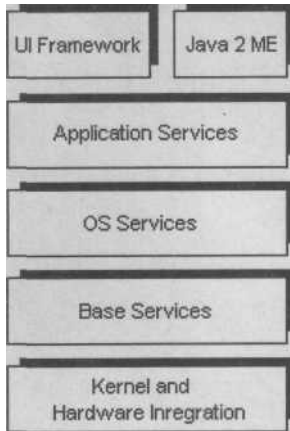 UI Framework
Java 2 ME
Application Services
OS Services
Base Services
Kernel and
Hardware Inregration